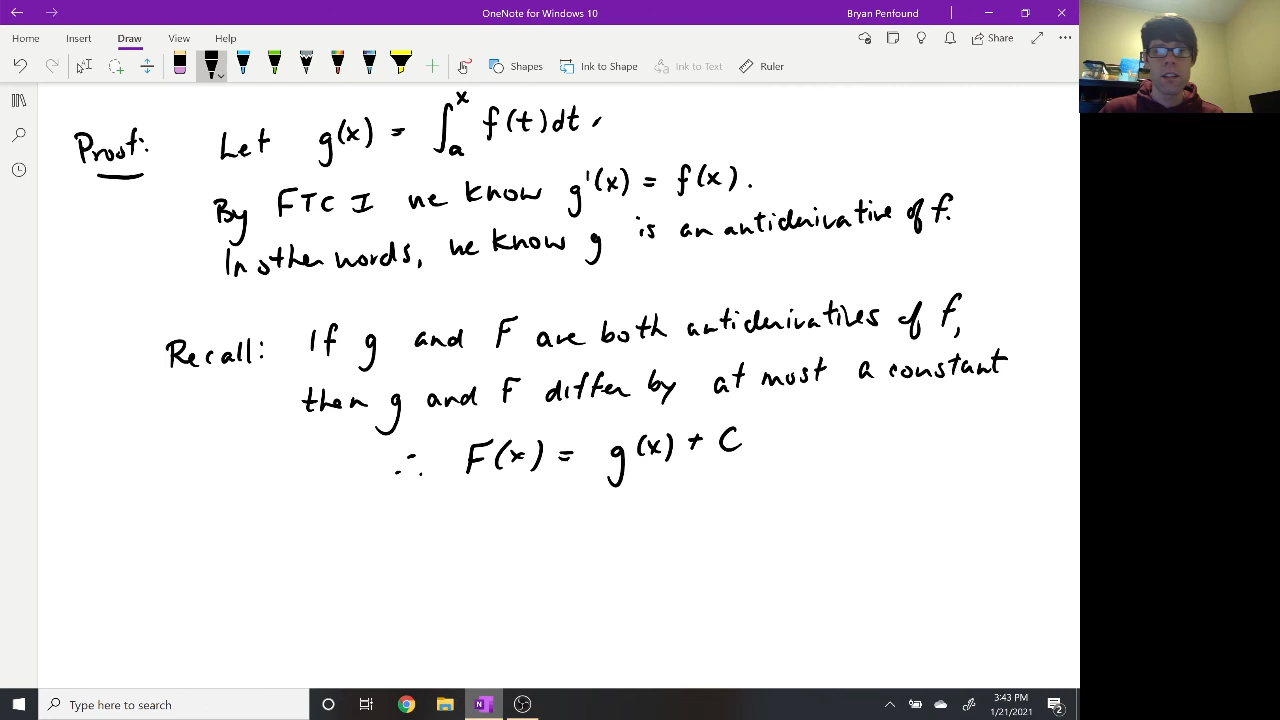 OneNote for Windows 10
Bryan Penfound
Home Insert Draw View Help
Share
Shapes Ink to Shape Ink to Text Ruler
Proof: Let g(x) = ∫_a^x f(t)dt.
By FTC I we know g'(x) = f(x).
In other words, we know g is an antiderivative of f.
Recall: If g and F are both antiderivatives of f,
then g and F differ by at most a constant
∴ F(x) = g(x) + C
Type here to search
3:43 PM
1/21/2021
2